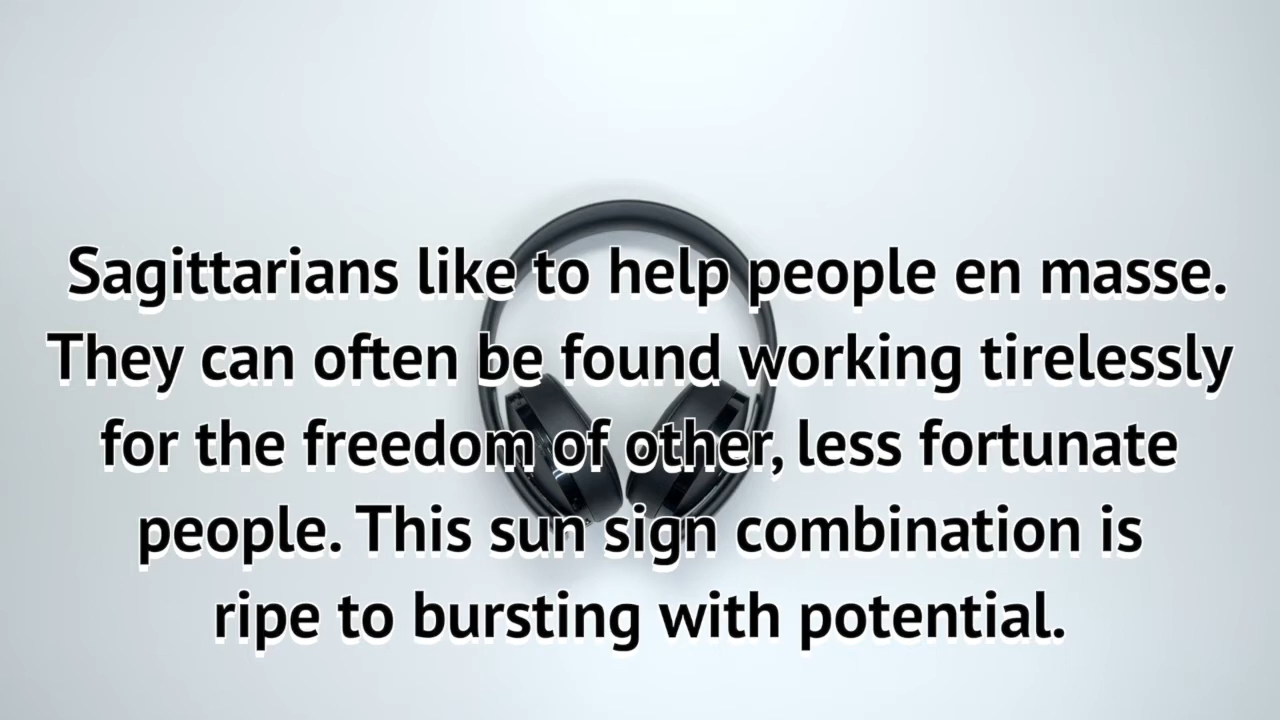 Sagittarians like to help people en masse.
They can often be found working tirelessly
for the freedom of other, less fortunate
people. This sun sign combination is
ripe to bursting with potential.